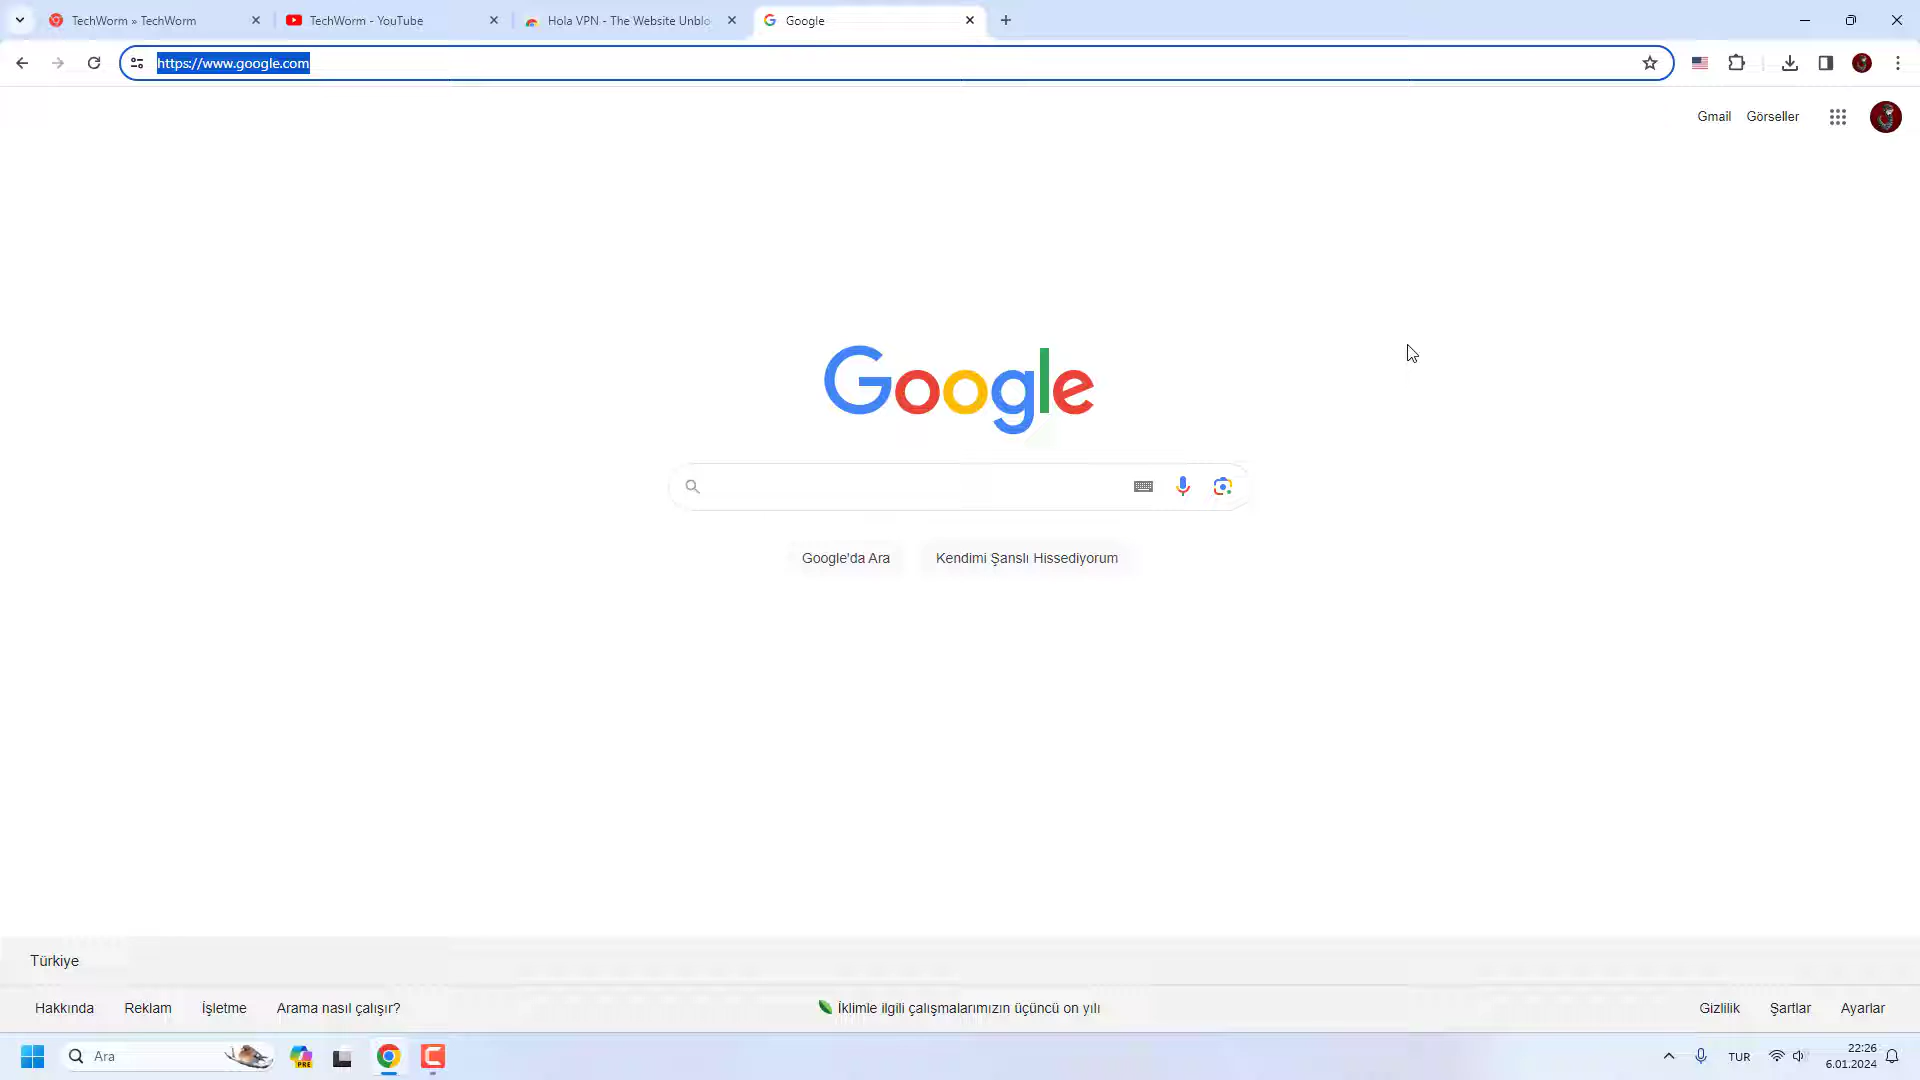 TechWorm » TechWorm
TechWorm - YouTube
Hola VPN - The Website Unblo
Google
https://www.google.com
Gmail
Görseller
Google
Google'da Ara
Kendimi Şanslı Hissediyorum
Türkiye
Hakkında
Reklam
İşletme
Arama nasıl çalışır?
İklimle ilgili çalışmalarımızın üçüncü on yılı
Gizlilik
Şartlar
Ayarlar
Ara
PRE
TUR
22:26
6.01.2024